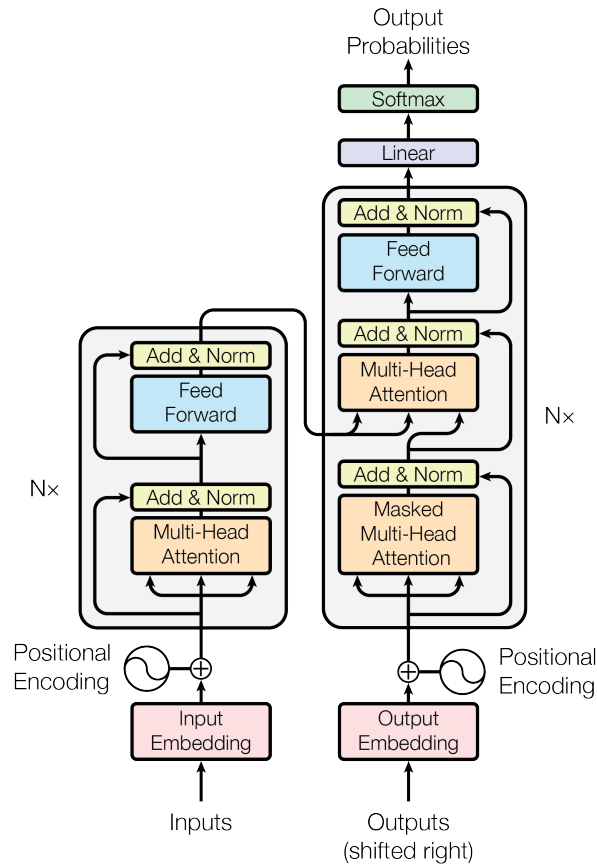 Output
Probabilities
Softmax
Linear
Add & Norm
Feed
Forward
Add & Norm
Multi-Head
Attention
Add & Norm
Masked
Multi-Head
Attention
N×
Add & Norm
Feed
Forward
Add & Norm
Multi-Head
Attention
N×
Positional
Encoding
Positional
Encoding
Input
Embedding
Output
Embedding
Inputs
Outputs
(shifted right)